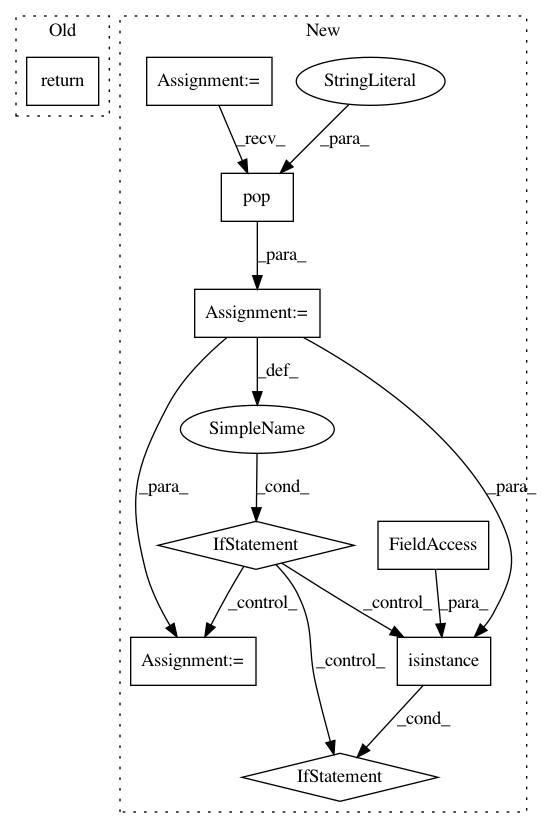 Old
New
return
Assignment:=
StringLiteral
_recv_
_para_
pop
_para_
Assignment:=
_def_
SimpleName
_para_
_cond_
_para_
IfStatement
FieldAccess
_control_
_control_
_para_
Assignment:=
_control_
isinstance
_cond_
IfStatement